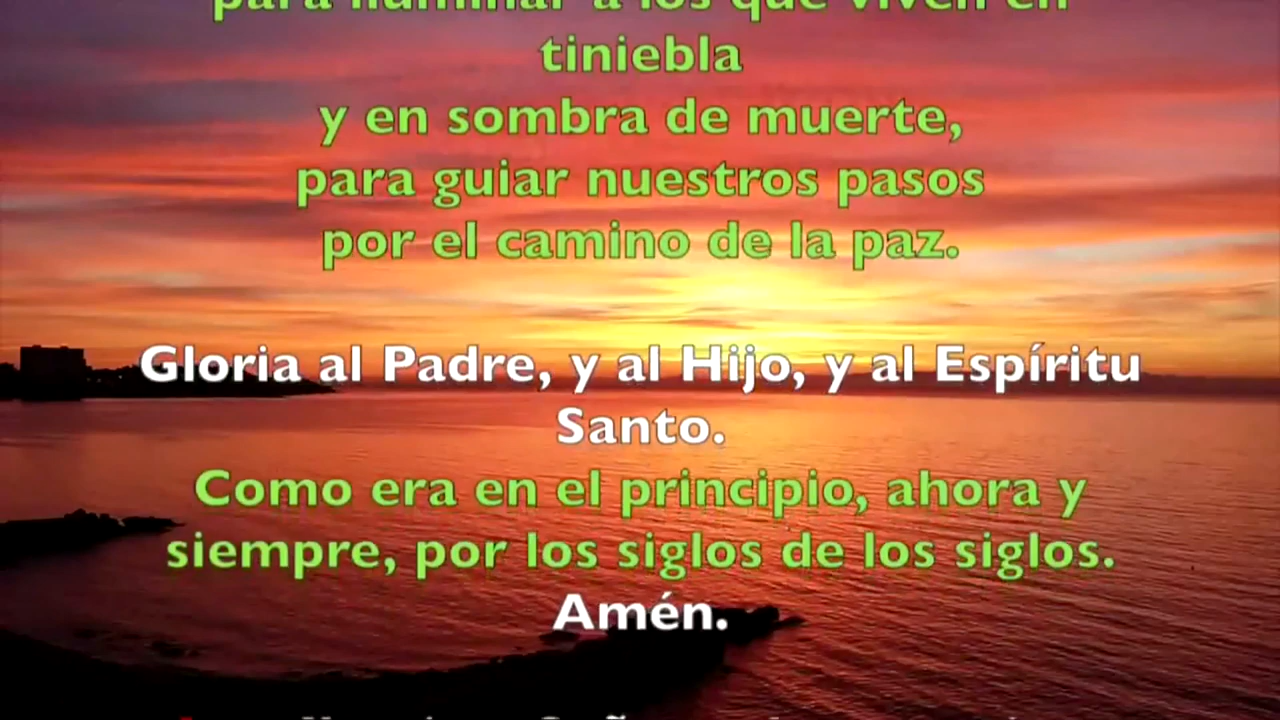 para iluminar a los que viven en
tiniebla
y en sombra de muerte,
para guiar nuestros pasos
por el camino de la paz.
Gloria al Padre, y al Hijo, y al Espíritu
Santo.
Como era en el principio, ahora y
siempre, por los siglos de los siglos.
Amén.